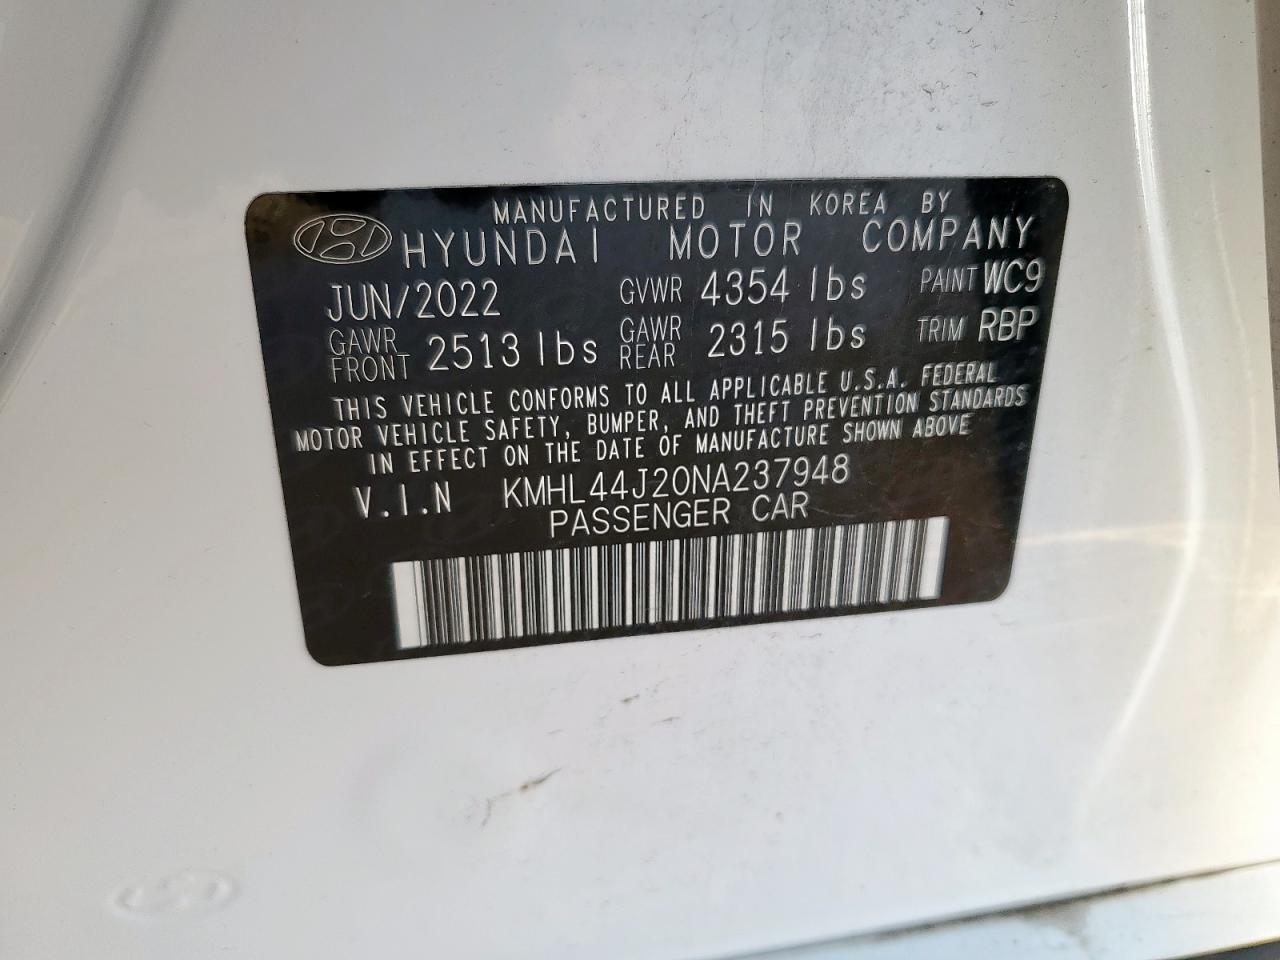 MANUFACTURED IN KOREA BY
HYUNDAI MOTOR COMPANY
JUN/2022 GVWR 4354 lbs PAINT WC9
GAWR FRONT 2513 lbs GAWR REAR 2315 lbs TRIM RBP
THIS VEHICLE CONFORMS TO ALL APPLICABLE U.S.A. FEDERAL
MOTOR VEHICLE SAFETY, BUMPER, AND THEFT PREVENTION STANDARDS
IN EFFECT ON THE DATE OF MANUFACTURE SHOWN ABOVE
V.I.N KMHL44J20NA237948
PASSENGER CAR